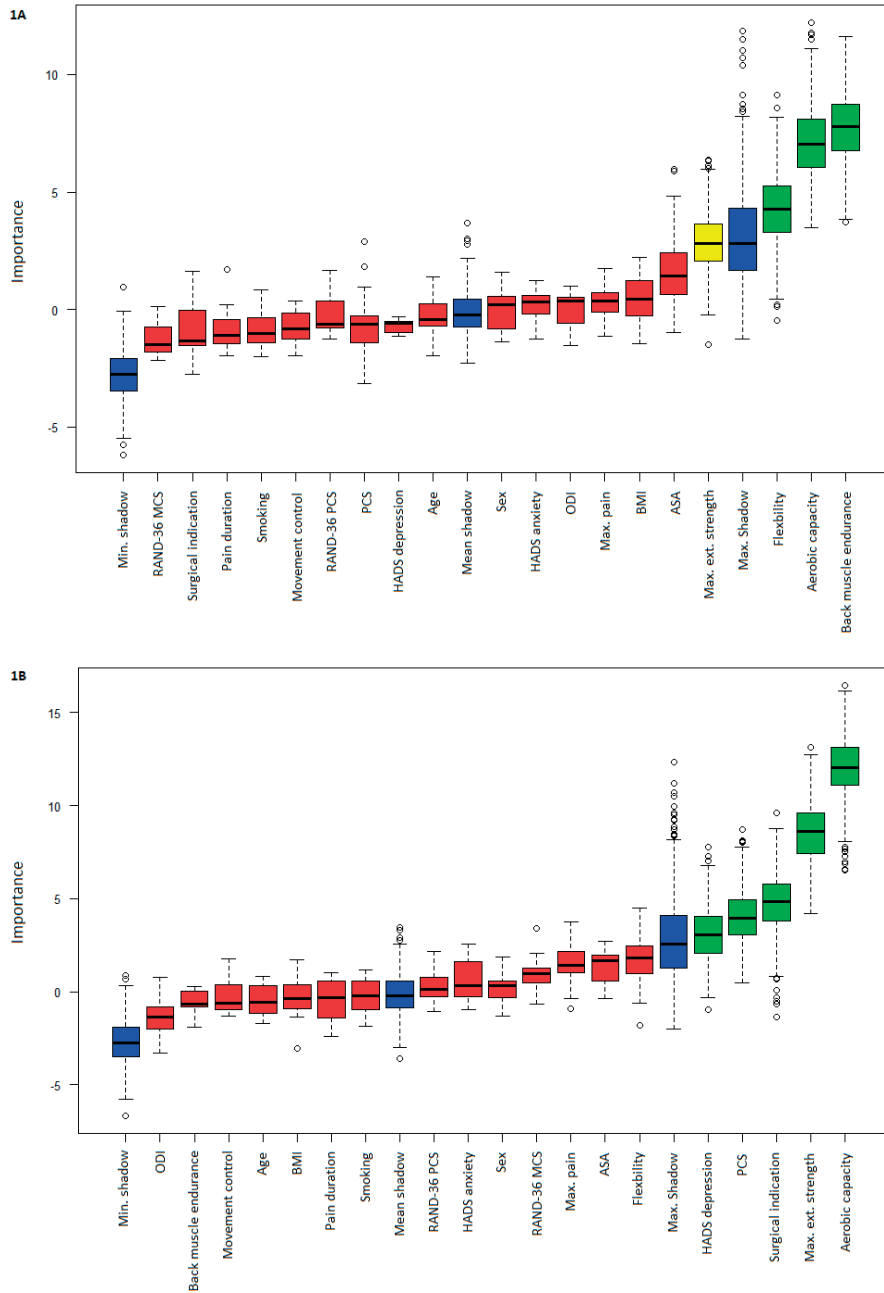 1A
10
5
0
-5
Importance
Min. shadow
RAND-36 MCS
Surgical indication
Pain duration
Smoking
Movement control
RAND-36 PCS
PCS
HADS depression
Age
Mean shadow
Sex
HADS anxiety
ODI
Max. pain
BMI
ASA
Max. ext. strength
Max. Shadow
Flexbility
Aerobic capacity
Back muscle endurance
1B
15
10
5
0
-5
Importance
Min. shadow
ODI
Back muscle endurance
Movement control
Age
BMI
Pain duration
Smoking
Mean shadow
RAND-36 PCS
HADS anxiety
Sex
RAND-36 MCS
Max. pain
ASA
Flexbility
Max. Shadow
HADS depression
PCS
Surgical indication
Max. ext. strength
Aerobic capacity